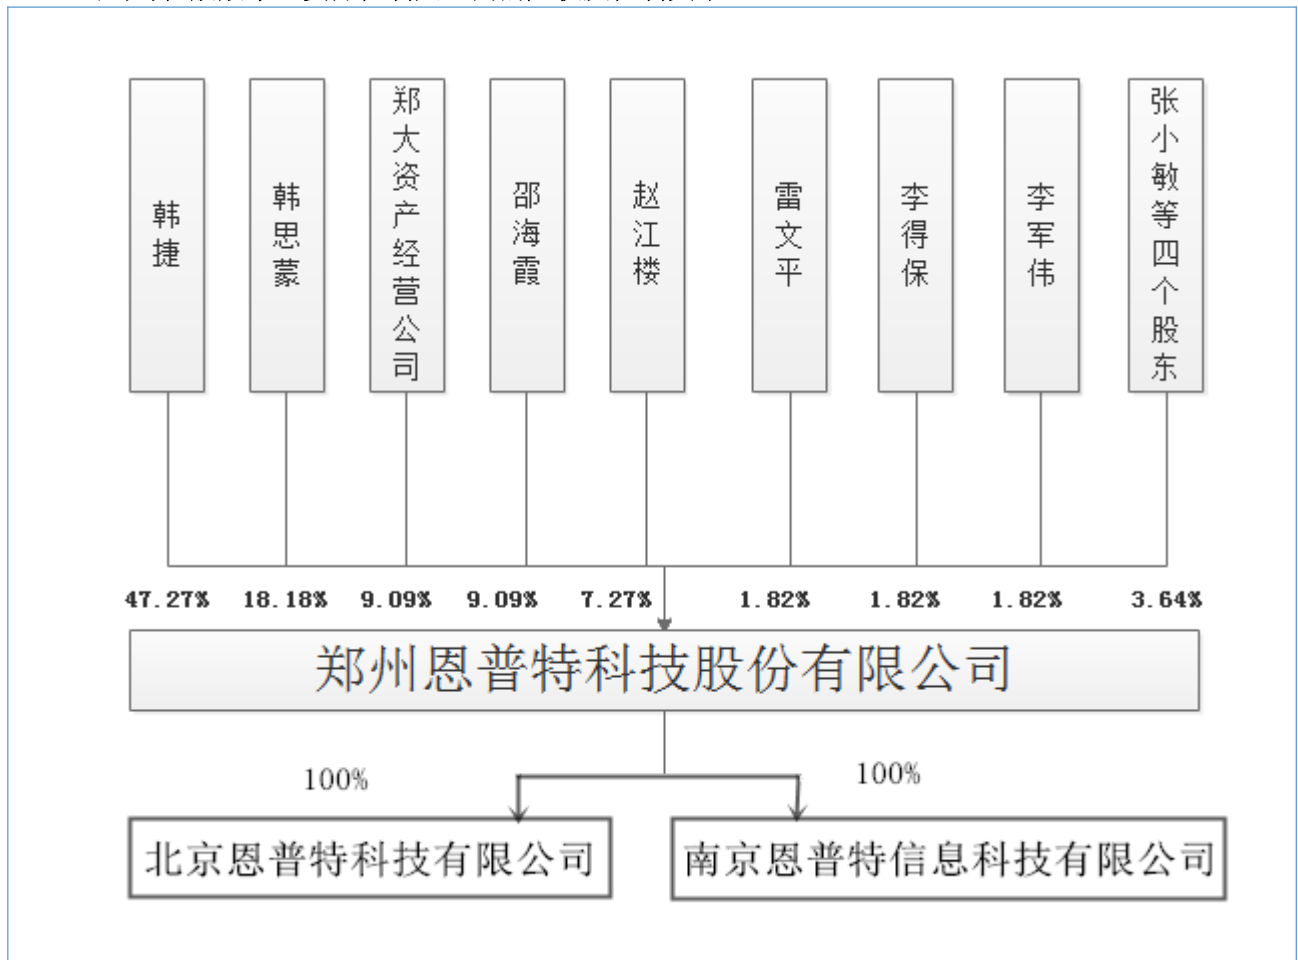 韩捷
韩思蒙
郑大资产经营公司
邵海霞
赵江楼
雷文平
李得保
李军伟
张小敏等四个股东
47.27% 18.18% 9.09% 9.09% 7.27% 1.82% 1.82% 1.82% 3.64%
郑州恩普特科技股份有限公司
100% 100%
北京恩普特科技有限公司 南京恩普特信息科技有限公司